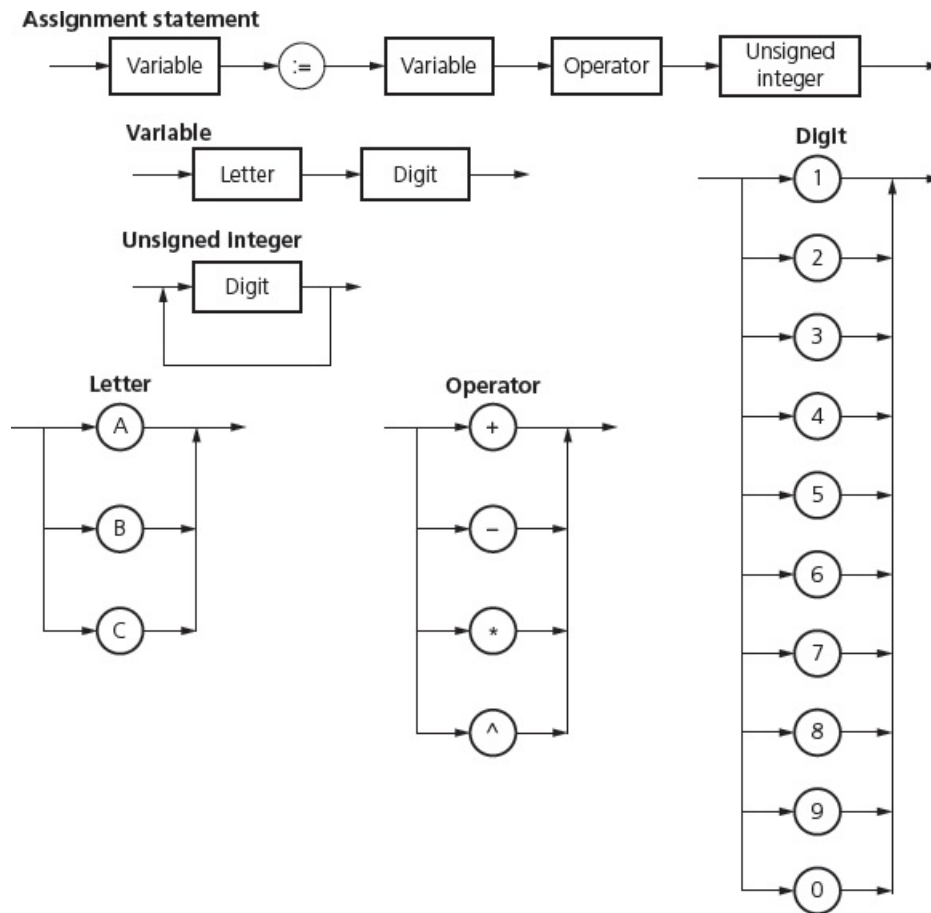 Assignment statement
Variable := Variable Operator Unsigned integer
Variable
Letter Digit
Unsigned integer
Digit
Letter
A
B
C
Operator
+
-
*
^
Digit
1
2
3
4
5
6
7
8
9
0